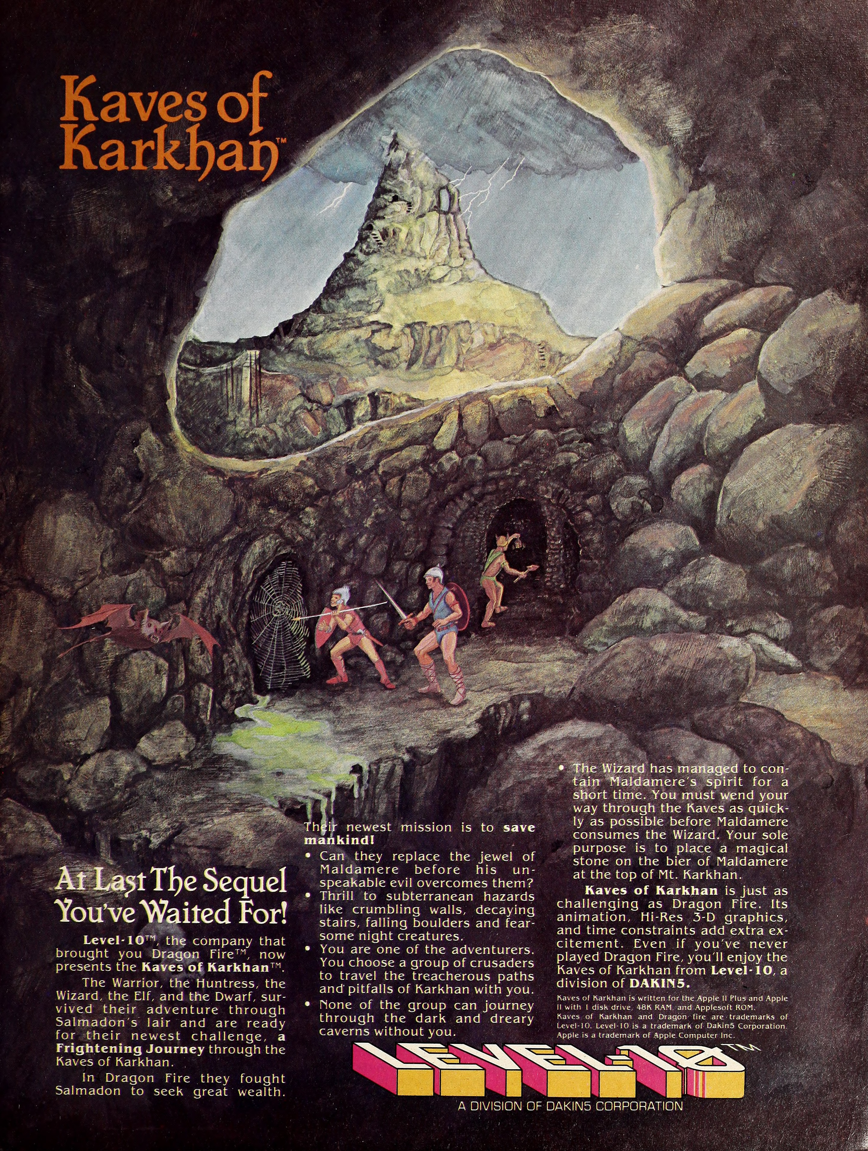 Kaves of
Karkhan™
At Last The Sequel
You've Waited For!
Level-10™, the company that
brought you Dragon Fire™, now
presents the Kaves of Karkhan™.
The Warrior, the Huntress, the
Wizard, the Elf, and the Dwarf, sur-
vived their adventure through
Salmadon's lair and are ready
for their newest challenge, a
Frightening Journey through the
Kaves of Karkhan.
In Dragon Fire they fought
Salmadon to seek great wealth.
Their newest mission is to save
mankind!
• Can they replace the jewel of
Maldamere before his un-
speakable evil overcomes them?
• Thrill to subterranean hazards
like crumbling walls, decaying
stairs, falling boulders and fear-
some night creatures.
• You are one of the adventurers.
You choose a group of crusaders
to travel the treacherous paths
and pitfalls of Karkhan with you.
• None of the group can journey
through the dark and dreary
caverns without you.
• The Wizard has managed to con-
tain Maldamere's spirit for a
short time. You must wend your
way through the Kaves as quick-
ly as possible before Maldamere
consumes the Wizard. Your sole
purpose is to place a magical
stone on the bier of Maldamere
at the top of Mt. Karkhan.
Kaves of Karkhan is just as
challenging as Dragon Fire. Its
animation, Hi-Res 3-D graphics,
and time constraints add extra ex-
citement. Even if you've never
played Dragon Fire, you'll enjoy the
Kaves of Karkhan from Level-10, a
division of DAKIN5.
Kaves of Karkhan is written for the Apple II Plus and Apple
II with 1 disk drive, 48K RAM, and Applesoft ROM.
Kaves of Karkhan and Dragon fire are trademarks of
Level-10. Level-10 is a trademark of Dakin5 Corporation.
Apple is a trademark of Apple Computer Inc.
LEVEL-10™
A DIVISION OF DAKIN5 CORPORATION